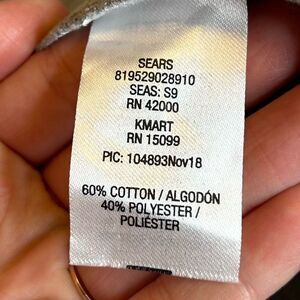 SEARS
819529028910
SEAS: S9
RN 42000
KMART
RN 15099
PIC: 104893Nov18
60% COTTON / ALGODÓN
40% POLYESTER /
POLIÉSTER